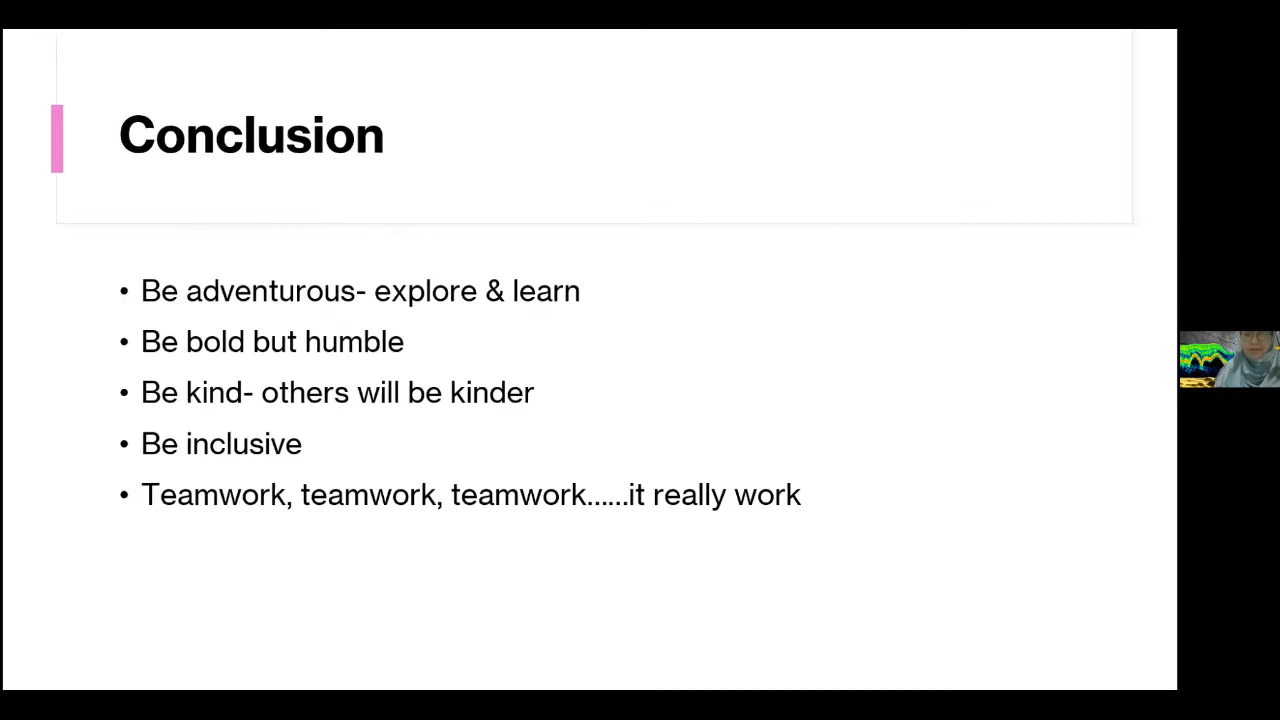 Conclusion
• Be adventurous- explore & learn
• Be bold but humble
• Be kind- others will be kinder
• Be inclusive
• Teamwork, teamwork, teamwork......it really work